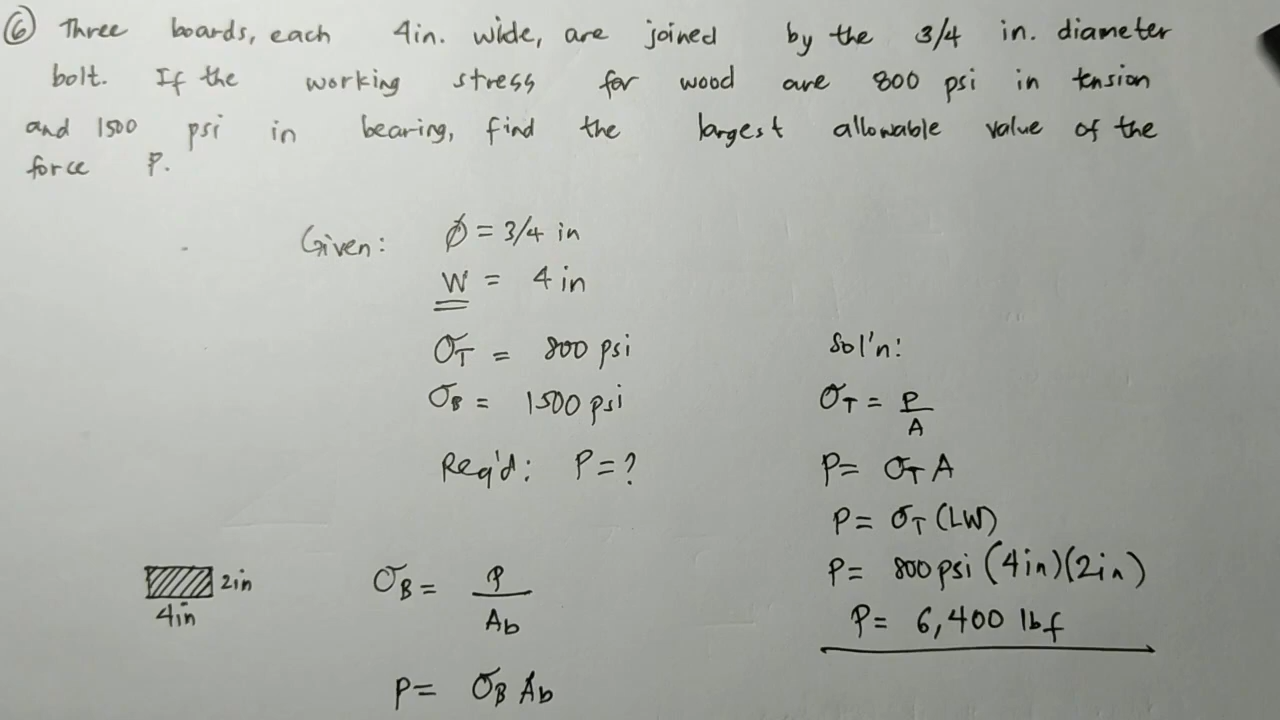 ⑥ Three boards, each 4in. wide, are joined by the 3/4 in. diameter
bolt. If the working stress for wood are 800 psi in tension
and 1500 psi in bearing, find the largest allowable value of the
force P.
Given: Ø = 3/4 in
W = 4 in
σT = 800 psi
σB = 1500 psi
Req'd: P = ?
2in
4in
σB = P
Ab
P = σB Ab
Sol'n:
σT = P
A
P = σT A
P = σT (LW)
P = 800 psi (4in)(2in)
P = 6,400 lbf